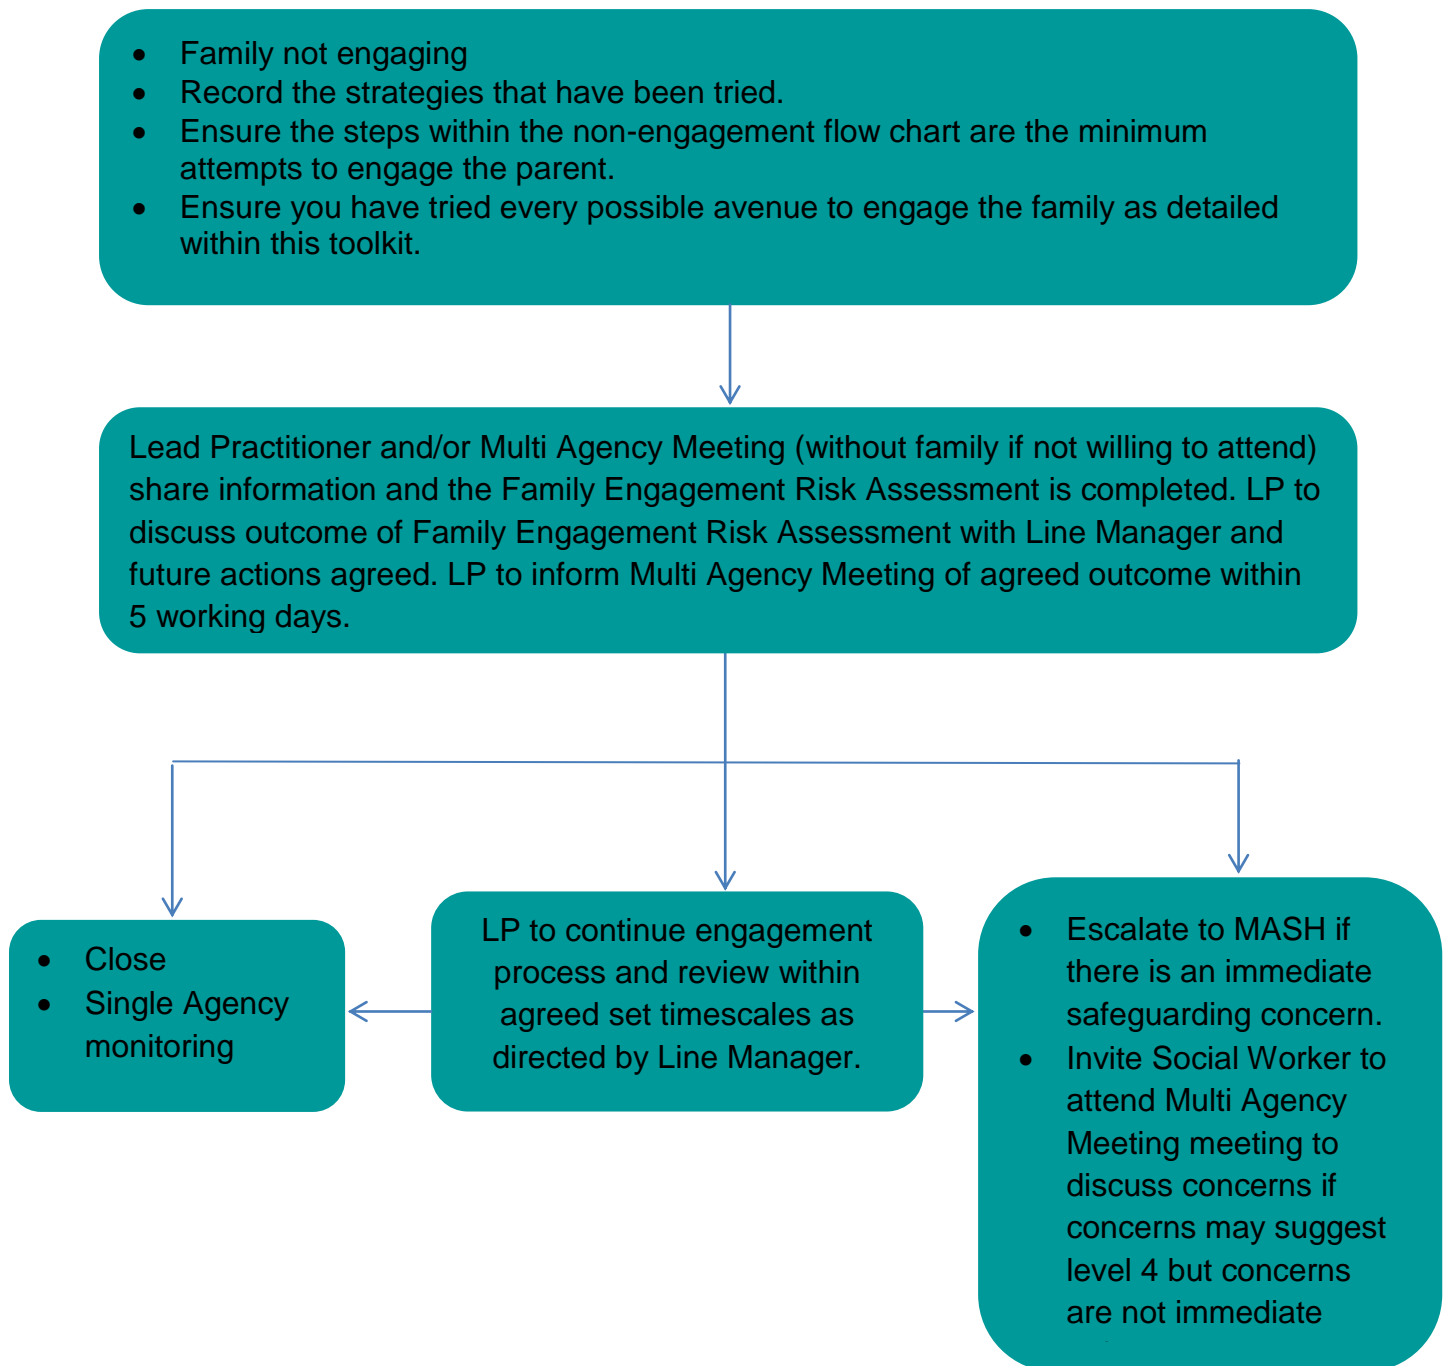 • Family not engaging
• Record the strategies that have been tried.
• Ensure the steps within the non-engagement flow chart are the minimum
attempts to engage the parent.
• Ensure you have tried every possible avenue to engage the family as detailed
within this toolkit.
Lead Practitioner and/or Multi Agency Meeting (without family if not willing to attend)
share information and the Family Engagement Risk Assessment is completed. LP to
discuss outcome of Family Engagement Risk Assessment with Line Manager and
future actions agreed. LP to inform Multi Agency Meeting of agreed outcome within
5 working days.
• Close
• Single Agency
monitoring
LP to continue engagement
process and review within
agreed set timescales as
directed by Line Manager.
• Escalate to MASH if
there is an immediate
safeguarding concern.
• Invite Social Worker to
attend Multi Agency
Meeting meeting to
discuss concerns if
concerns may suggest
level 4 but concerns
are not immediate